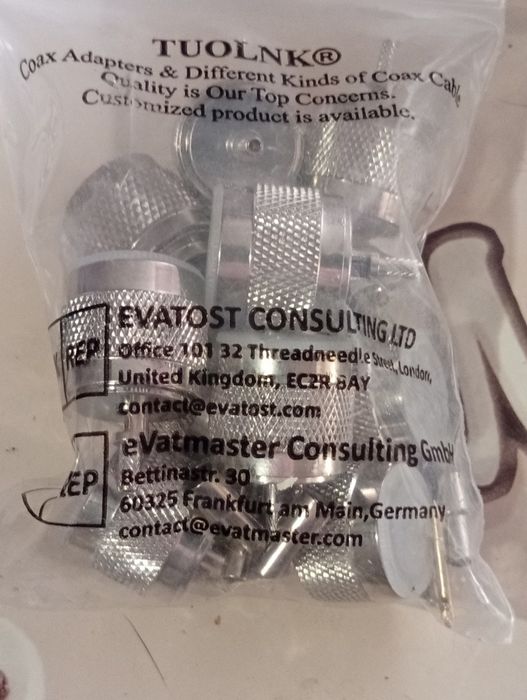 TUOLNK®
Coax Adapters & Different Kinds of Coax Cable
Quality is Our Top Concerns.
Customized product is available.
REP
EVATOST CONSULTING LTD
Office 101 32 Threadneedle Street, London,
United Kingdom, EC2R 8AY
contact@evatost.com
REP
eVatmaster Consulting GmbH
Bettinastr. 30
60325 Frankfurt am Main,Germany
contact@evatmaster.com